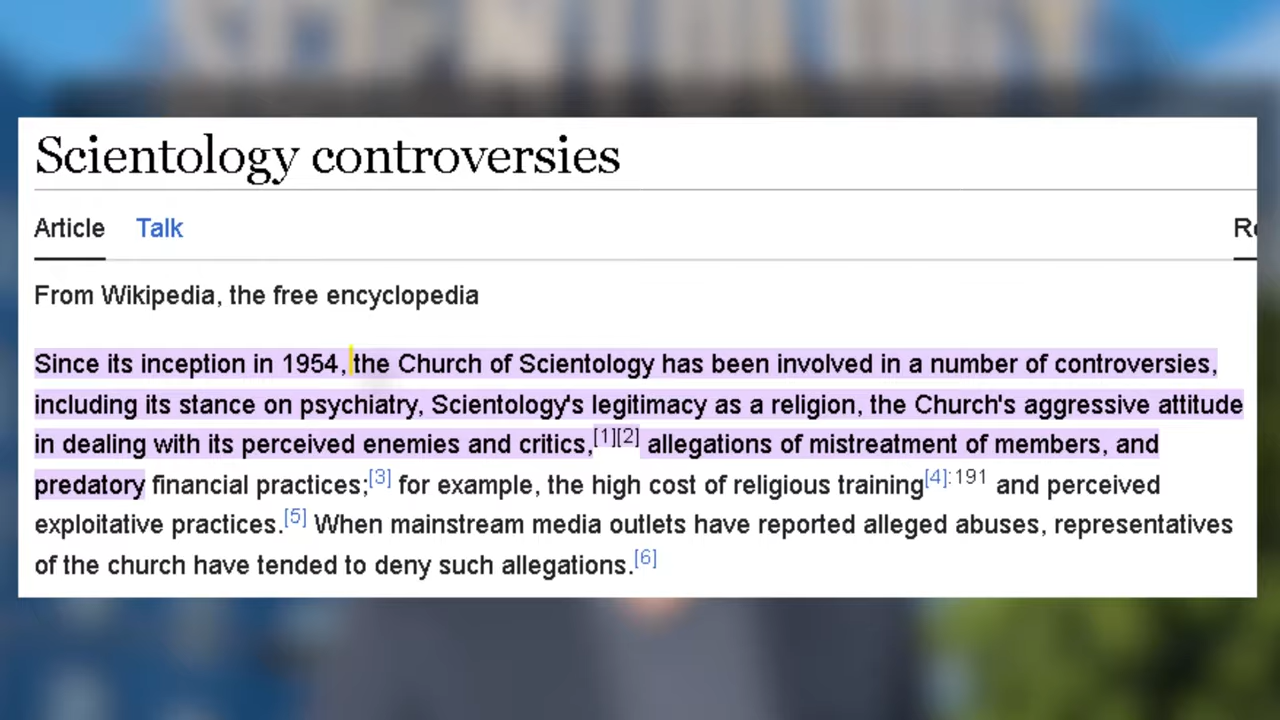 Scientology controversies
Article Talk
From Wikipedia, the free encyclopedia
Since its inception in 1954, the Church of Scientology has been involved in a number of controversies,
including its stance on psychiatry, Scientology's legitimacy as a religion, the Church's aggressive attitude
in dealing with its perceived enemies and critics,[1][2] allegations of mistreatment of members, and
predatory financial practices;[3] for example, the high cost of religious training[4]:191 and perceived
exploitative practices.[5] When mainstream media outlets have reported alleged abuses, representatives
of the church have tended to deny such allegations.[6]